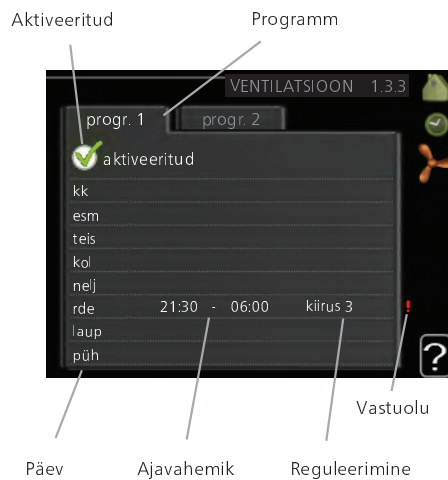 Aktiveeritud Programm
VENTILATSIOON 1.3.3
progr. 1 progr. 2
aktiveeritud
kk
esm
teis
kol
nelj
rde 21:30 - 06:00 kiirus 3 !
laup
püh
?
Vastuolu
Päev Ajavahemik Reguleerimine